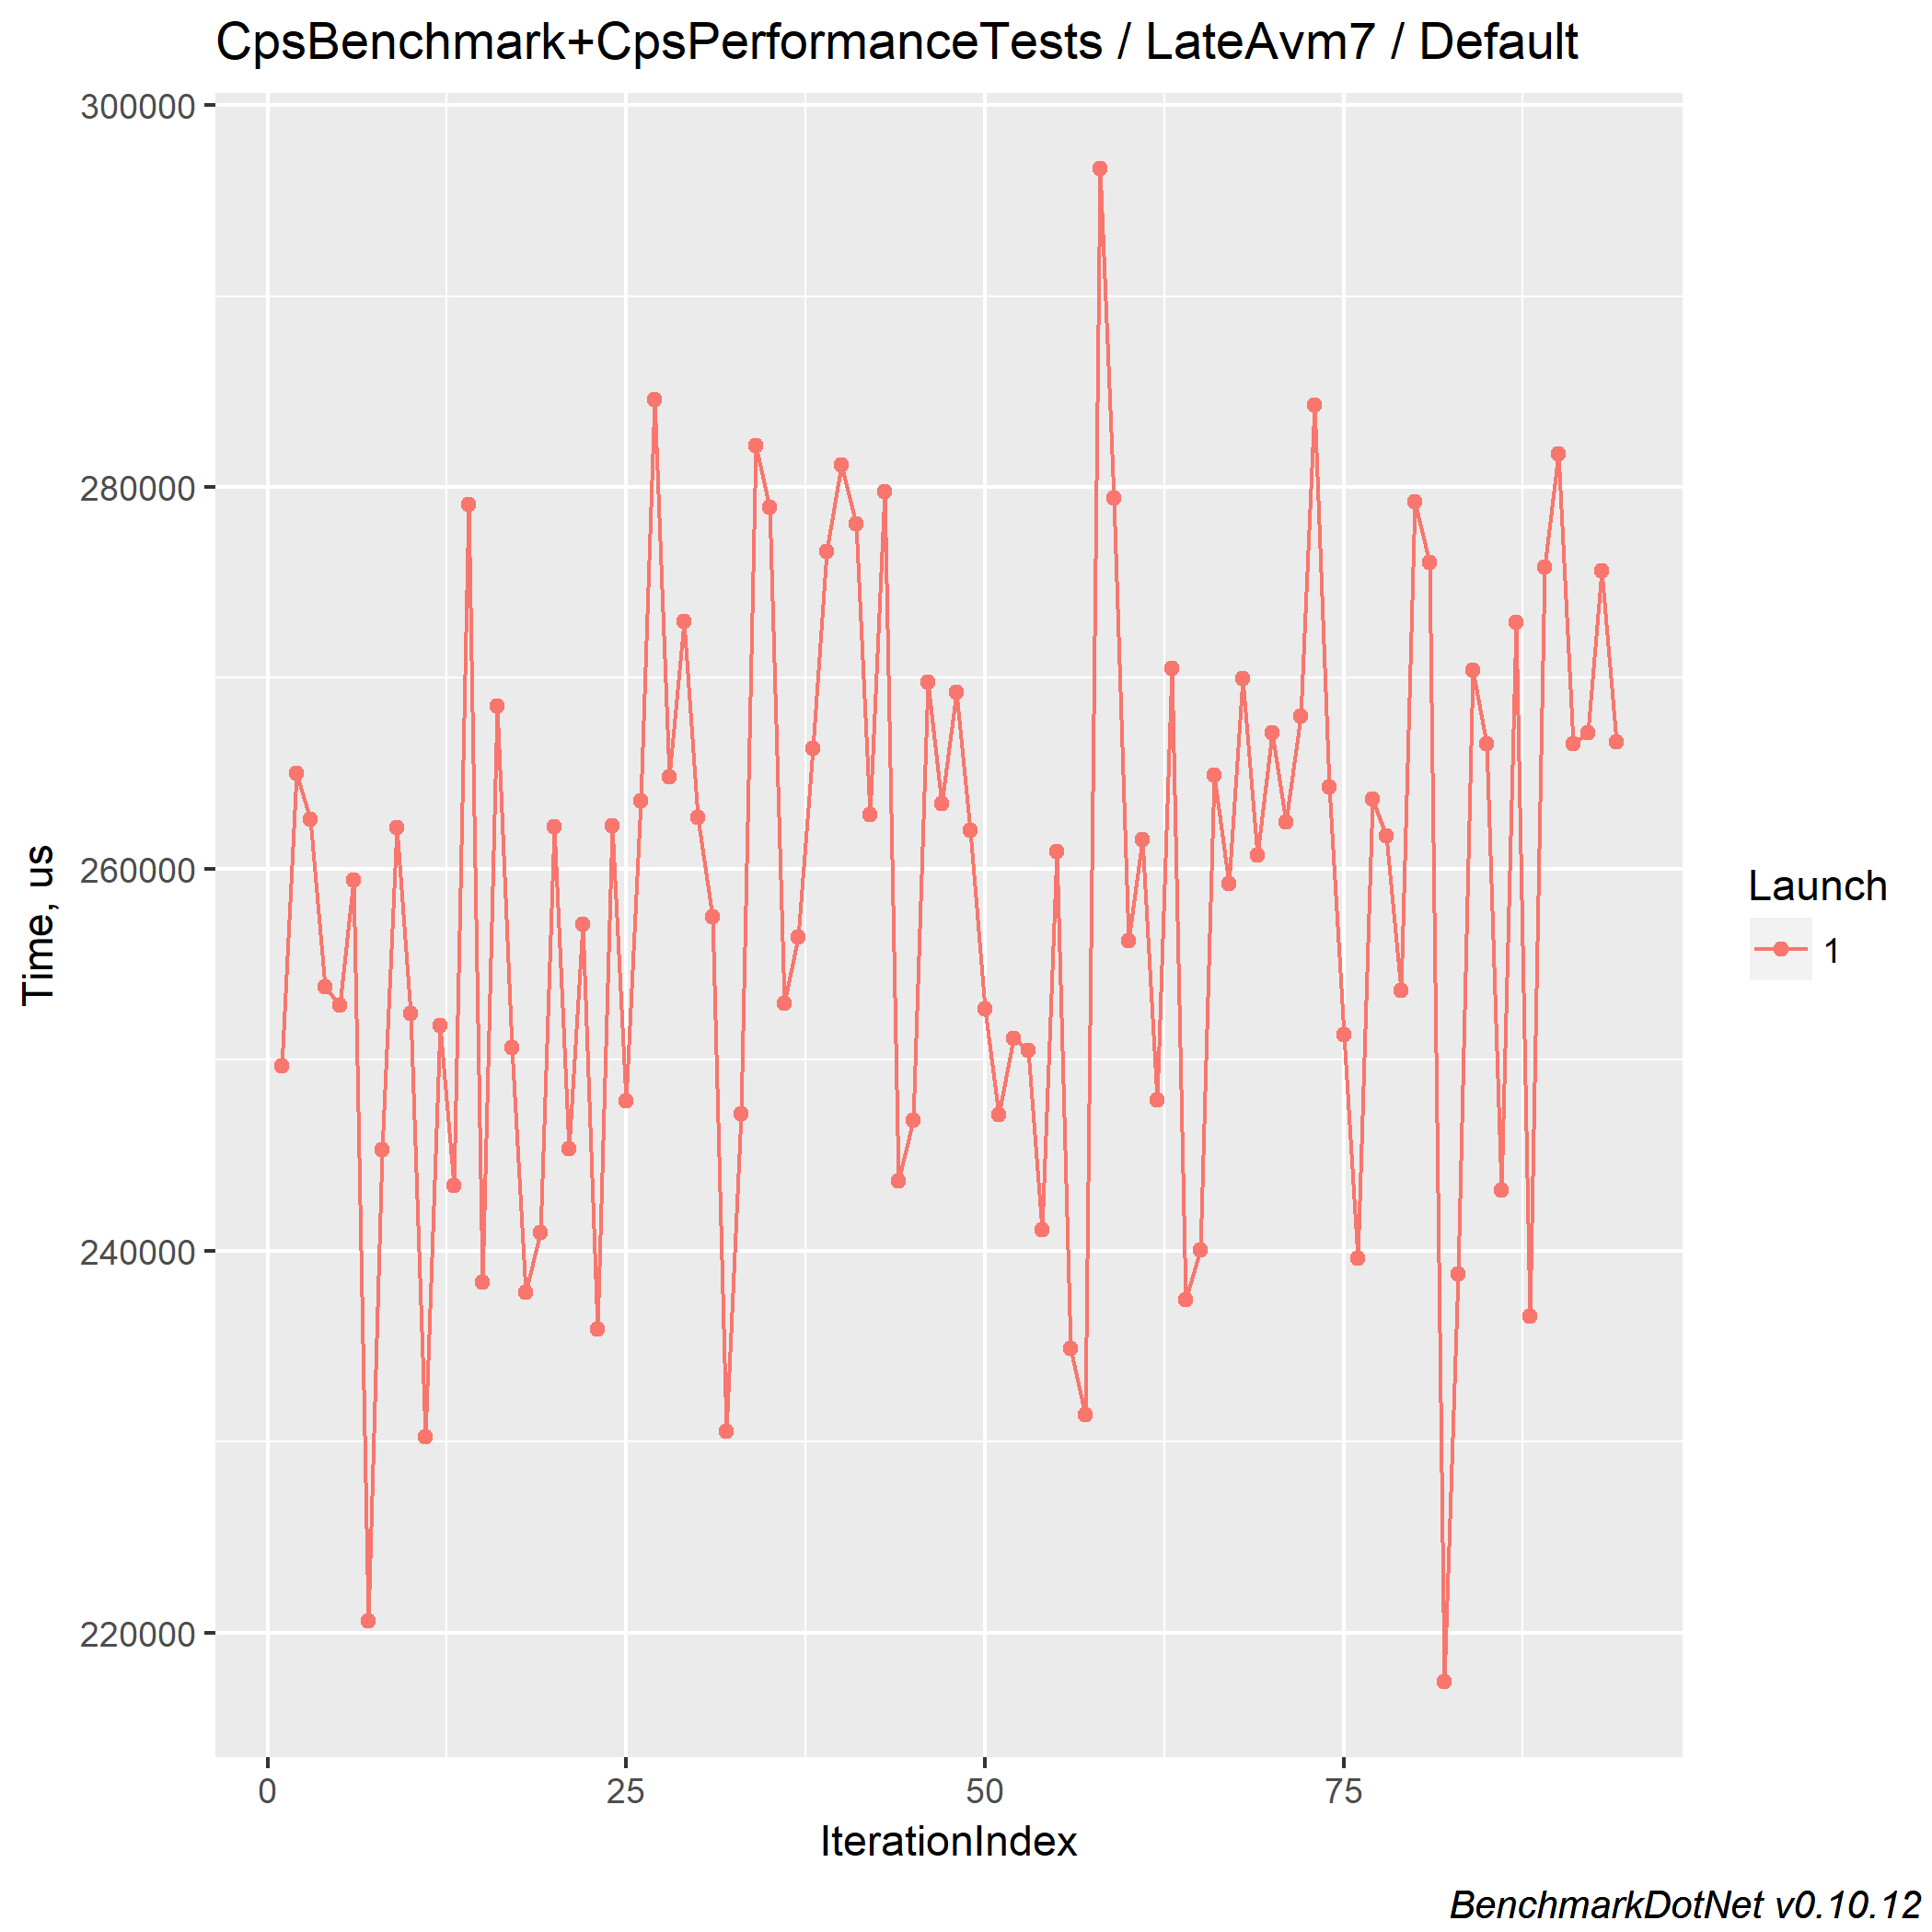 CpsBenchmark+CpsPerformanceTests / LateAvm7 / Default
300000
280000
260000
240000
220000
Time, us
0 25 50 75
IterationIndex
Launch
1
BenchmarkDotNet v0.10.12